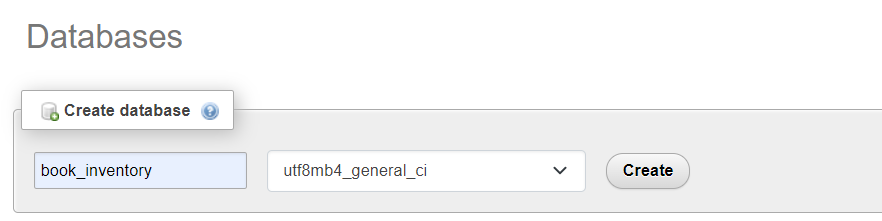 Databases
Create database
book_inventory
utf8mb4_general_ci
Create